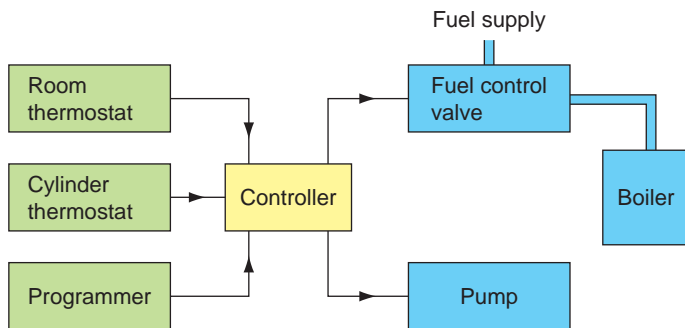 Fuel supply
Room
thermostat
Fuel control
valve
Cylinder
thermostat
Controller
Boiler
Programmer
Pump